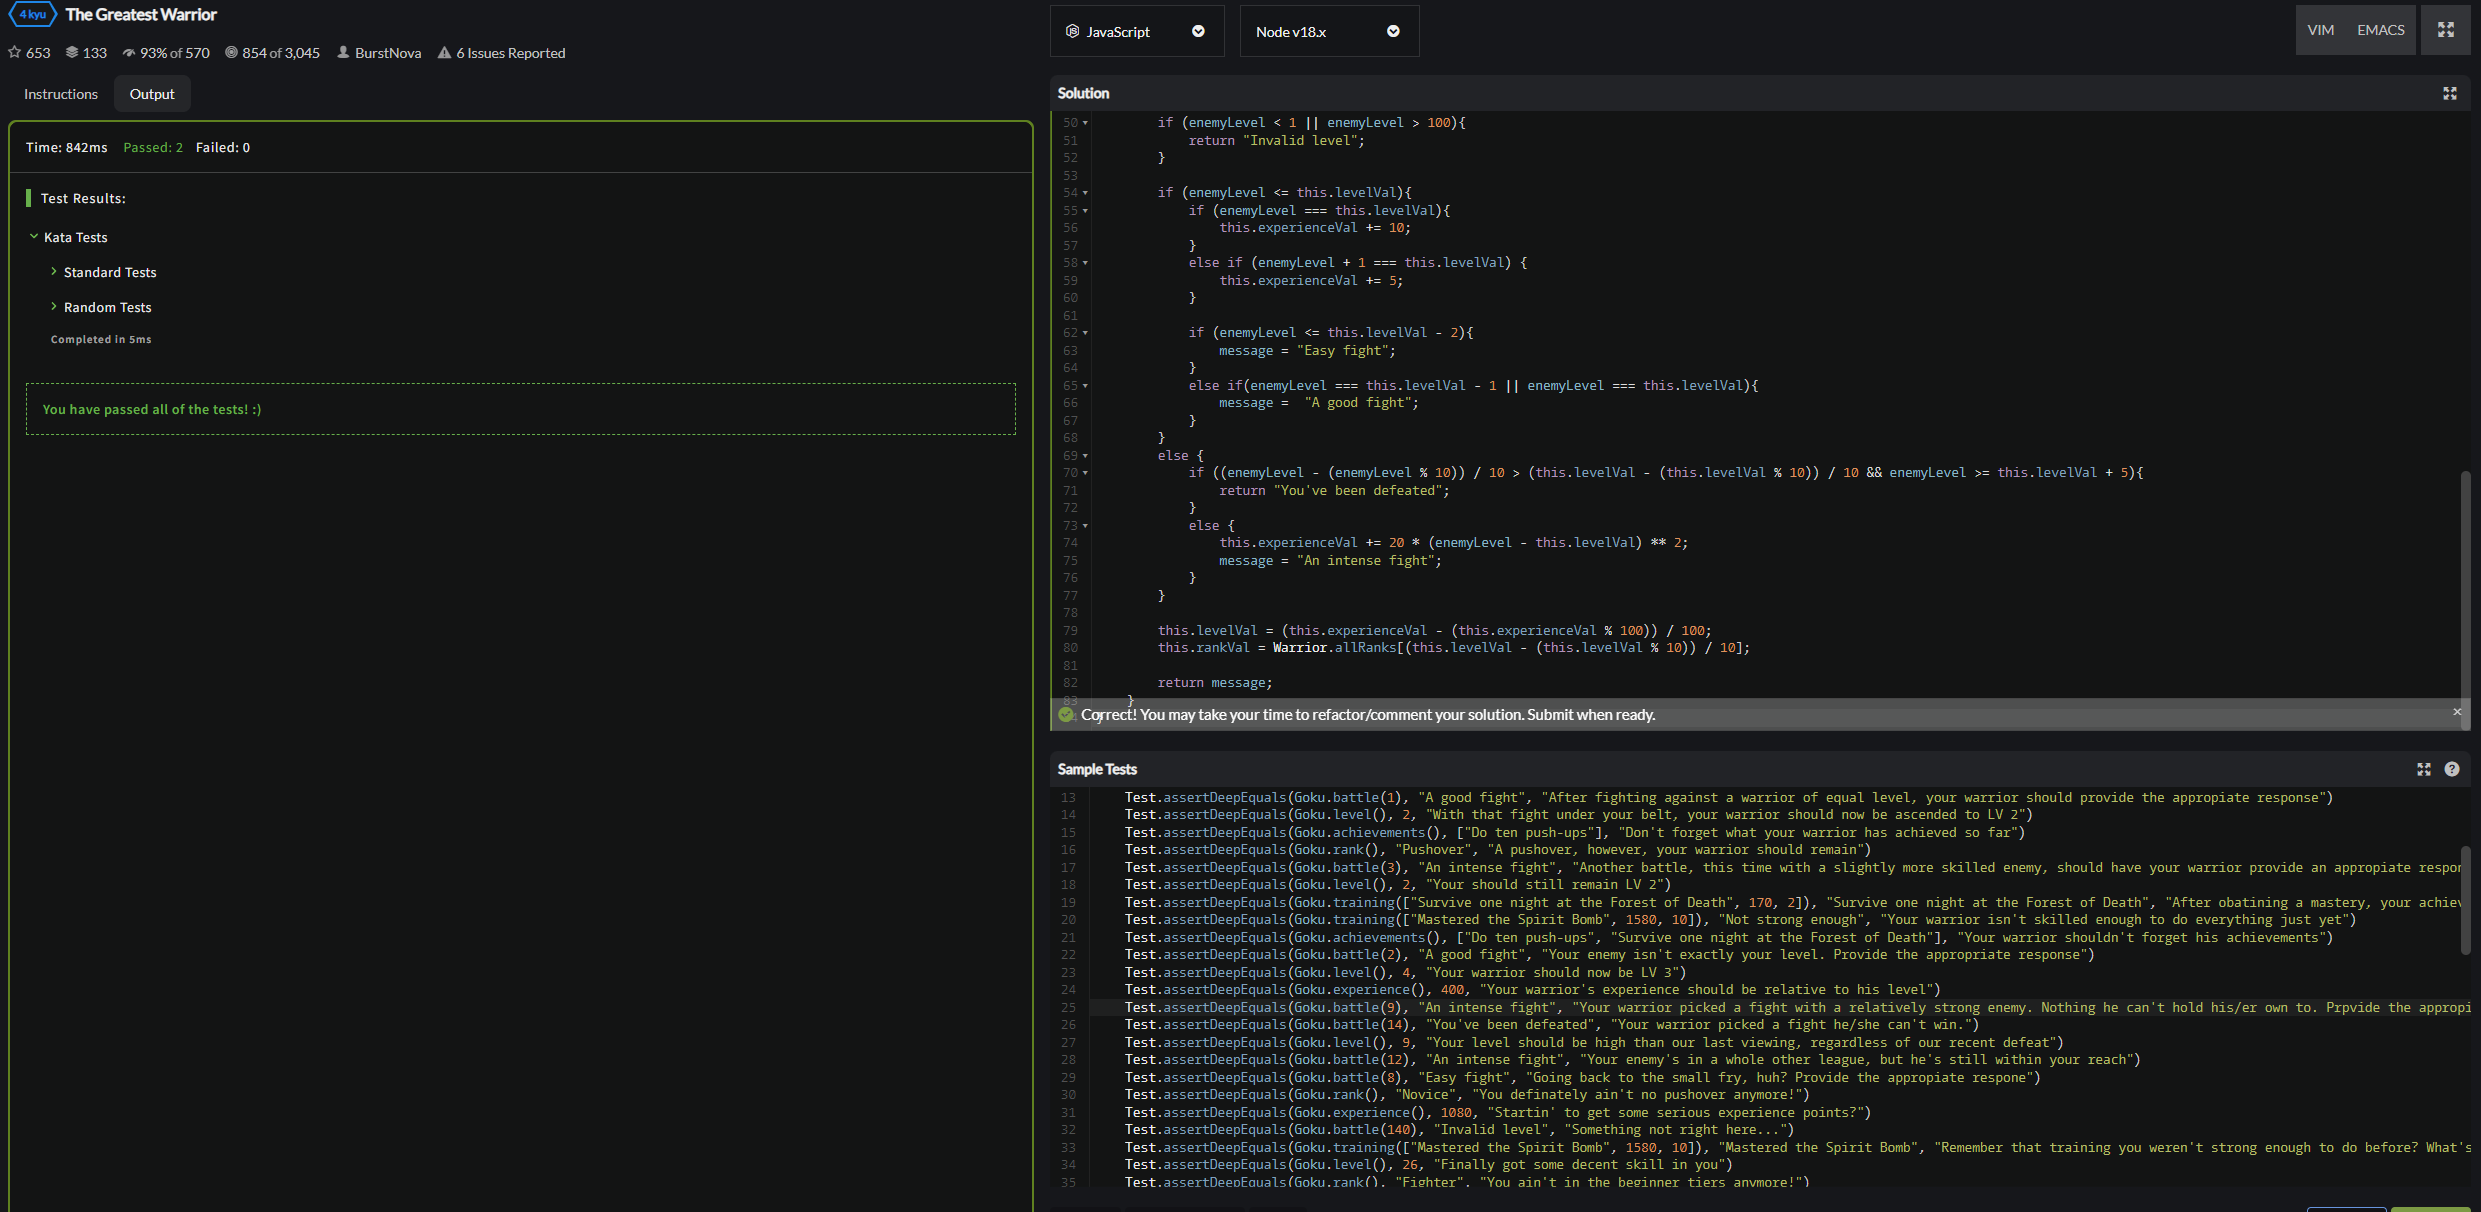 4 kyu The Greatest Warrior
653 133 93% of 570 854 of 3,045 BurstNova 6 Issues Reported
Instructions Output
Time: 842ms Passed: 2 Failed: 0
Test Results:
Kata Tests
Standard Tests
Random Tests
Completed in 5ms
You have passed all of the tests! :)
JavaScript Node v18.x VIM EMACS
Solution
50 if (enemyLevel < 1 || enemyLevel > 100){
51 return "Invalid level";
52 }
53
54 if (enemyLevel <= this.levelVal){
55 if (enemyLevel === this.levelVal){
56 this.experienceVal += 10;
57 }
58 else if (enemyLevel + 1 === this.levelVal) {
59 this.experienceVal += 5;
60 }
61
62 if (enemyLevel <= this.levelVal - 2){
63 message = "Easy fight";
64 }
65 else if(enemyLevel === this.levelVal - 1 || enemyLevel === this.levelVal){
66 message =  "A good fight";
67 }
68 }
69 else {
70 if ((enemyLevel - (enemyLevel % 10)) / 10 > (this.levelVal - (this.levelVal % 10)) / 10 && enemyLevel >= this.levelVal + 5){
71 return "You've been defeated";
72 }
73 else {
74 this.experienceVal += 20 * (enemyLevel - this.levelVal) ** 2;
75 message = "An intense fight";
76 }
77 }
78
79 this.levelVal = (this.experienceVal - (this.experienceVal % 100)) / 100;
80 this.rankVal = Warrior.allRanks[(this.levelVal - (this.levelVal % 10)) / 10];
81
82 return message;
83 }
Correct! You may take your time to refactor/comment your solution. Submit when ready.
Sample Tests
13 Test.assertDeepEquals(Goku.battle(1), "A good fight", "After fighting against a warrior of equal level, your warrior should provide the appropiate response")
14 Test.assertDeepEquals(Goku.level(), 2, "With that fight under your belt, your warrior should now be ascended to LV 2")
15 Test.assertDeepEquals(Goku.achievements(), ["Do ten push-ups"], "Don't forget what your warrior has achieved so far")
16 Test.assertDeepEquals(Goku.rank(), "Pushover", "A pushover, however, your warrior should remain")
17 Test.assertDeepEquals(Goku.battle(3), "An intense fight", "Another battle, this time with a slightly more skilled enemy, should have your warrior provide an appropiate respon
18 Test.assertDeepEquals(Goku.level(), 2, "Your should still remain LV 2")
19 Test.assertDeepEquals(Goku.training(["Survive one night at the Forest of Death", 170, 2]), "Survive one night at the Forest of Death", "After obatining a mastery, your achiev
20 Test.assertDeepEquals(Goku.training(["Mastered the Spirit Bomb", 1580, 10]), "Not strong enough", "Your warrior isn't skilled enough to do everything just yet")
21 Test.assertDeepEquals(Goku.achievements(), ["Do ten push-ups", "Survive one night at the Forest of Death"], "Your warrior shouldn't forget his achievements")
22 Test.assertDeepEquals(Goku.battle(2), "A good fight", "Your enemy isn't exactly your level. Provide the appropriate response")
23 Test.assertDeepEquals(Goku.level(), 4, "Your warrior should now be LV 3")
24 Test.assertDeepEquals(Goku.experience(), 400, "Your warrior's experience should be relative to his level")
25 Test.assertDeepEquals(Goku.battle(9), "An intense fight", "Your warrior picked a fight with a relatively strong enemy. Nothing he can't hold his/er own to. Prpvide the appropi
26 Test.assertDeepEquals(Goku.battle(14), "You've been defeated", "Your warrior picked a fight he/she can't win.")
27 Test.assertDeepEquals(Goku.level(), 9, "Your level should be high than our last viewing, regardless of our recent defeat")
28 Test.assertDeepEquals(Goku.battle(12), "An intense fight", "Your enemy's in a whole other league, but he's still within your reach")
29 Test.assertDeepEquals(Goku.battle(8), "Easy fight", "Going back to the small fry, huh? Provide the appropiate respone")
30 Test.assertDeepEquals(Goku.rank(), "Novice", "You definately ain't no pushover anymore!")
31 Test.assertDeepEquals(Goku.experience(), 1080, "Startin' to get some serious experience points?")
32 Test.assertDeepEquals(Goku.battle(140), "Invalid level", "Something not right here...")
33 Test.assertDeepEquals(Goku.training(["Mastered the Spirit Bomb", 1580, 10]), "Mastered the Spirit Bomb", "Remember that training you weren't strong enough to do before? What's
34 Test.assertDeepEquals(Goku.level(), 26, "Finally got some decent skill in you")
35 Test.assertDeepEquals(Goku.rank(), "Fighter", "You ain't in the beginner tiers anymore!")